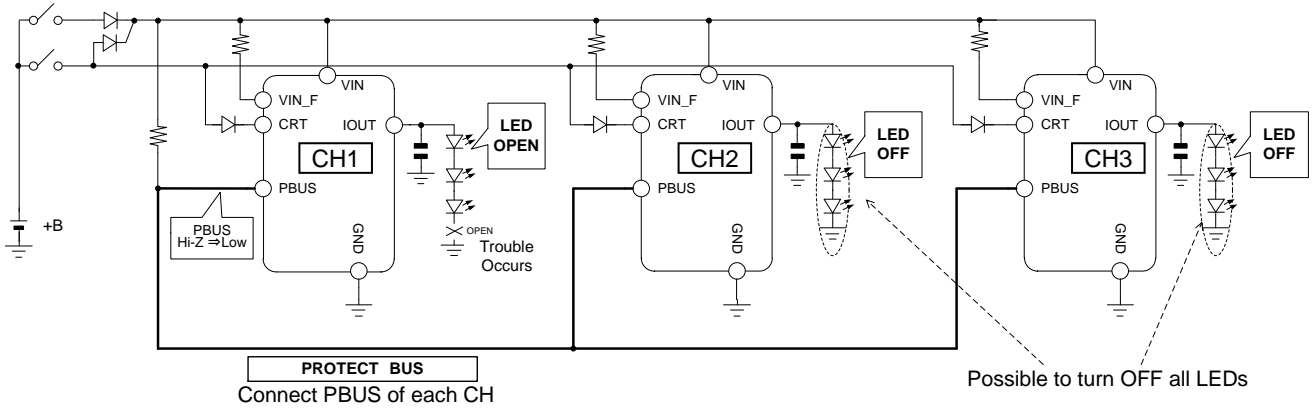 +B
VIN
VIN_F
CRT
IOUT
CH1
PBUS
GND
PBUS
Hi-Z ⇒Low
LED
OPEN
OPEN
Trouble
Occurs
VIN
VIN_F
CRT
IOUT
CH2
PBUS
GND
LED
OFF
VIN
VIN_F
CRT
IOUT
CH3
PBUS
GND
LED
OFF
PROTECT BUS
Connect PBUS of each CH
Possible to turn OFF all LEDs